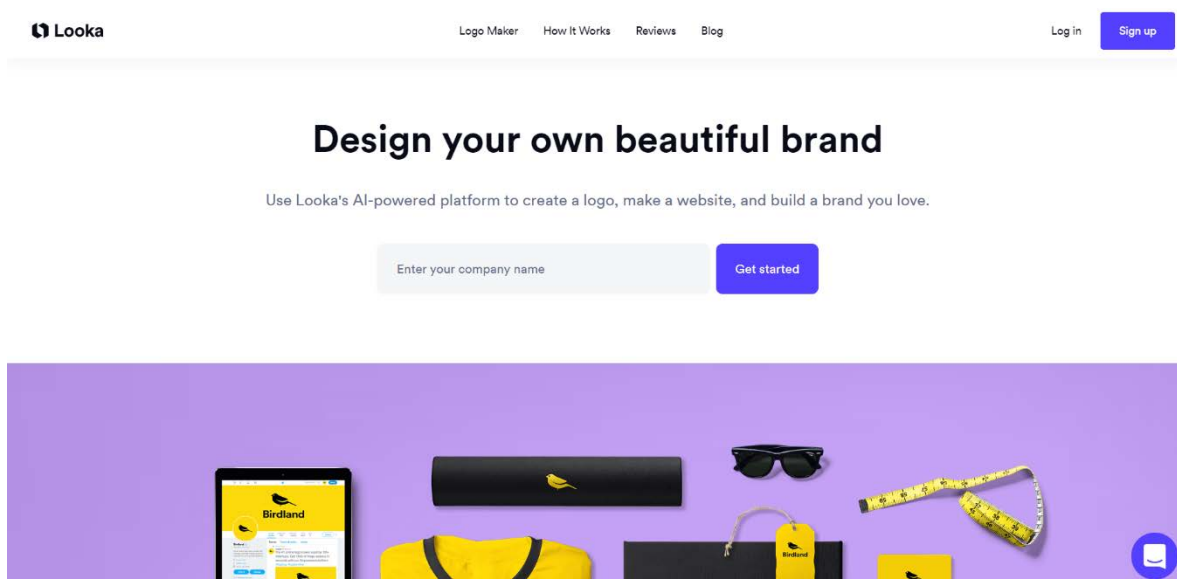 Looka
Logo Maker How It Works Reviews Blog
Log in Sign up
Design your own beautiful brand
Use Looka's AI-powered platform to create a logo, make a website, and build a brand you love.
Enter your company name Get started
Birdland
Birdland